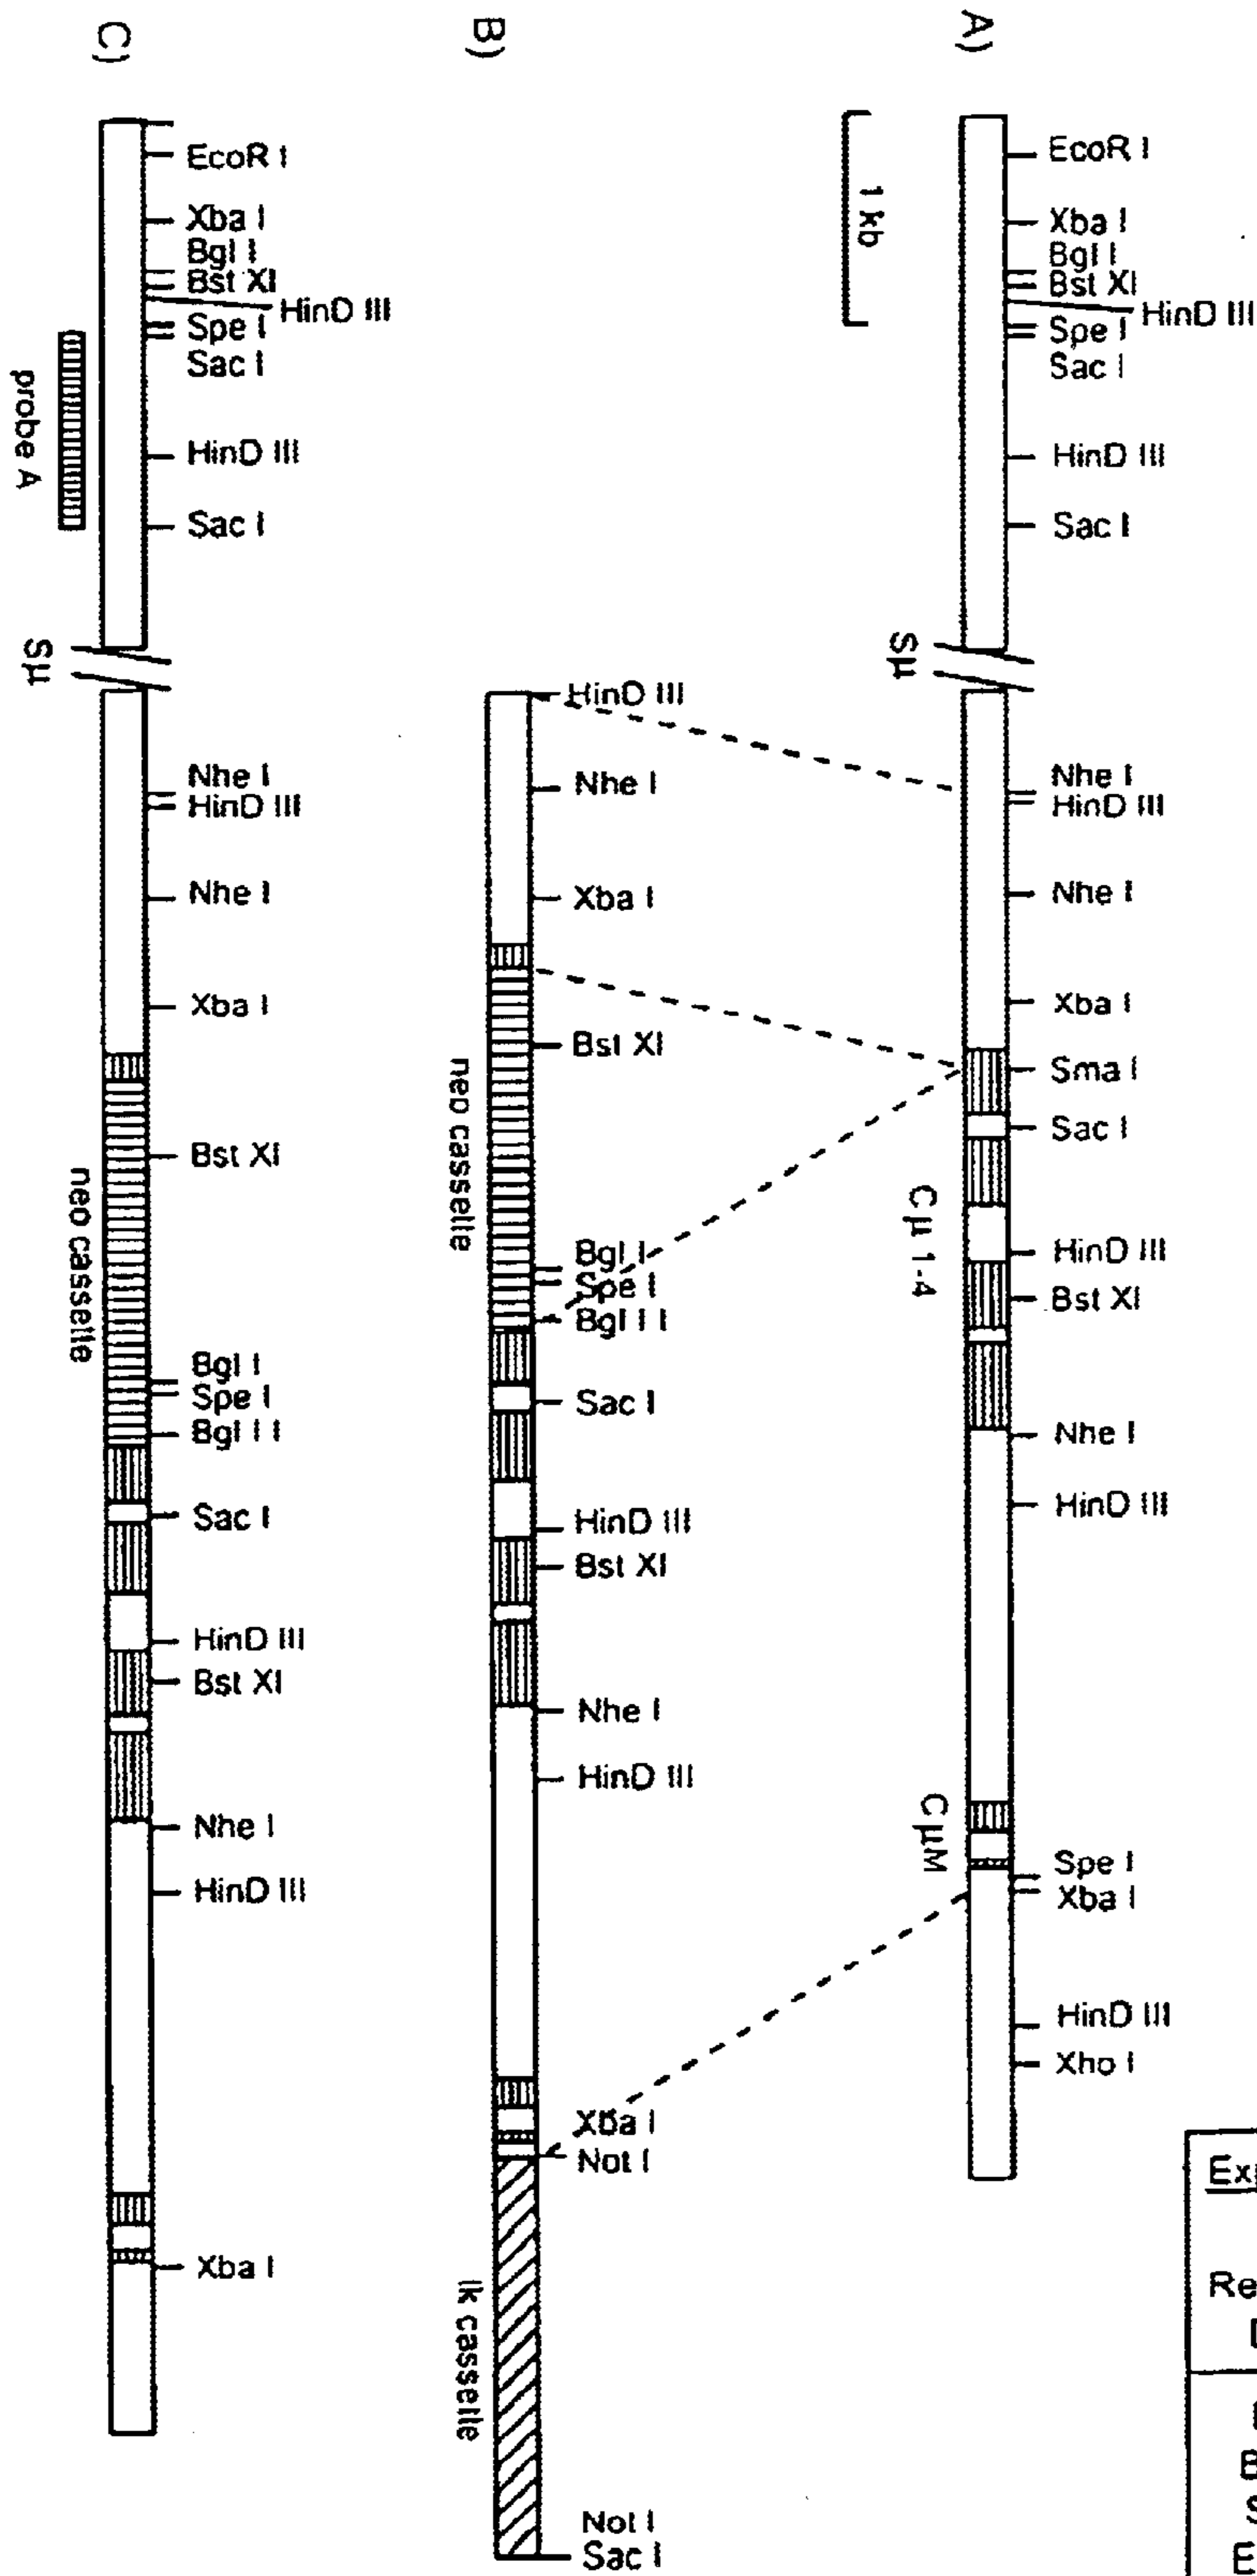 A)
EcoR I
Xba I
Bgl I
Bst XI
HinD III
Spe I
Sac I
HinD III
Sac I
1 kb
Sμ
Nhe I
HinD III
Nhe I
Xba I
Sma I
Sac I
Cμ 1-4
HinD III
Bst XI
Nhe I
HinD III
CμM
Spe I
Xba I
HinD III
Xho I
B)
HinD III
Nhe I
Xba I
Bst XI
neo cassette
Bgl I
Spe I
Bgl I I
Sac I
HinD III
Bst XI
Nhe I
HinD III
Xba I
Not I
lk cassette
Not I
Sac I
C)
EcoR I
Xba I
Bgl I
Bst XI
HinD III
Spe I
Sac I
HinD III
Sac I
probe A
Sμ
Nhe I
HinD III
Nhe I
Xba I
Bst XI
neo cassette
Bgl I
Spe I
Bgl I I
Sac I
HinD III
Bst XI
Nhe I
HinD III
Xba I